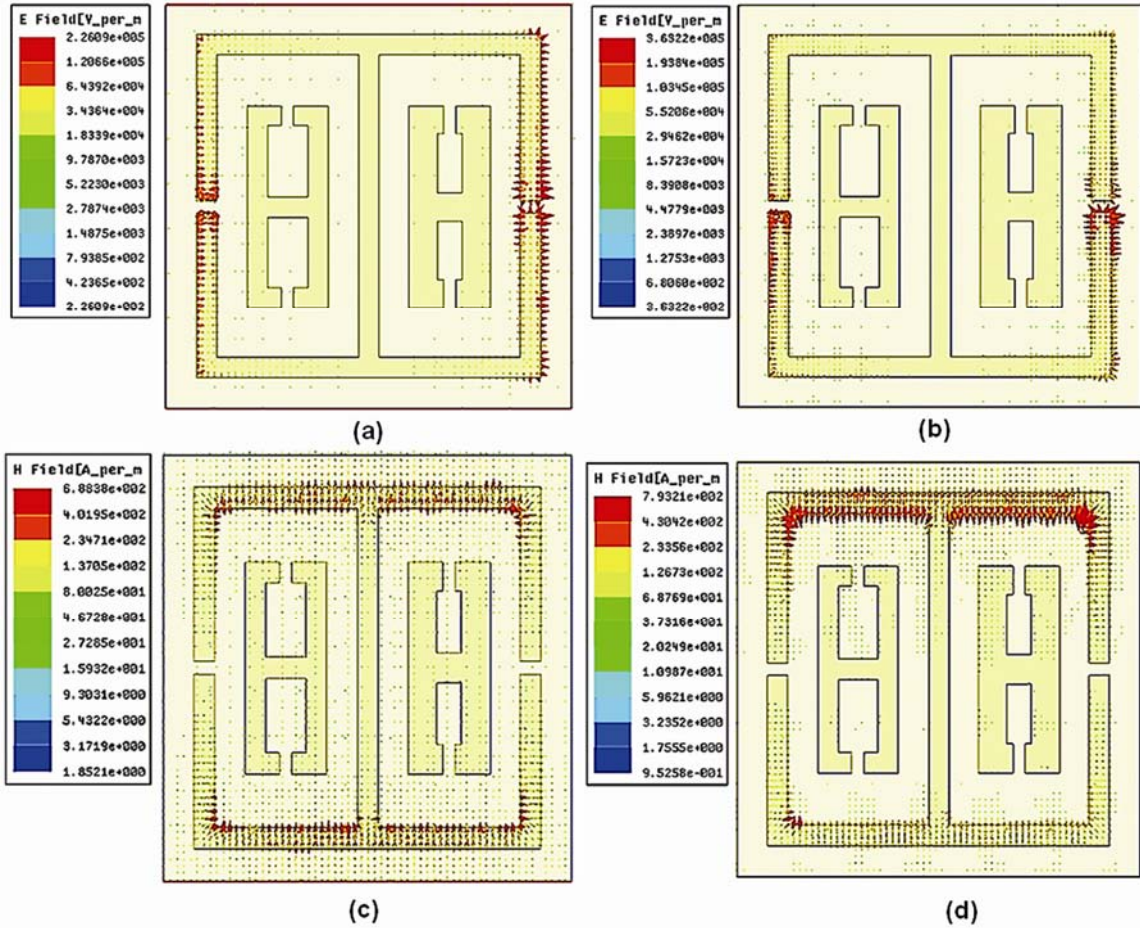 E Field[V_per_m
2.2609e+005
1.2066e+005
6.4392e+004
3.4364e+004
1.8339e+004
9.7870e+003
5.2230e+003
2.7874e+003
1.4875e+003
7.9385e+002
4.2365e+002
2.2609e+002
(a)
E Field[V_per_m
3.6322e+005
1.9384e+005
1.0345e+005
5.5206e+004
2.9462e+004
1.5723e+004
8.3908e+003
4.4779e+003
2.3897e+003
1.2753e+003
6.8060e+002
3.6322e+002
(b)
H Field[A_per_m
6.8838e+002
4.0195e+002
2.3471e+002
1.3705e+002
8.0025e+001
4.6728e+001
2.7285e+001
1.5932e+001
9.3031e+000
5.4322e+000
3.1719e+000
1.8521e+000
(c)
H Field[A_per_m
7.9321e+002
4.3042e+002
2.3356e+002
1.2673e+002
6.8769e+001
3.7316e+001
2.0249e+001
1.0987e+001
5.9621e+000
3.2352e+000
1.7555e+000
9.5258e-001
(d)